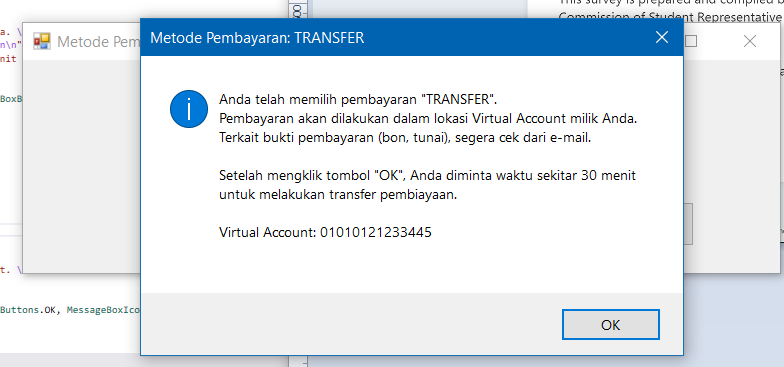 This survey is prepared and compiled b
Commission of Student Representative
a. \
Metode Pem
Metode Pembayaran: TRANSFER
n\n"
nit
BoxB
Anda telah memilih pembayaran "TRANSFER".
Pembayaran akan dilakukan dalam lokasi Virtual Account milik Anda.
Terkait bukti pembayaran (bon, tunai), segera cek dari e-mail.
Setelah mengklik tombol "OK", Anda diminta waktu sekitar 30 menit
untuk melakukan transfer pembiayaan.
Virtual Account: 01010121233445
t. \
Buttons.OK, MessageBoxIco
OK